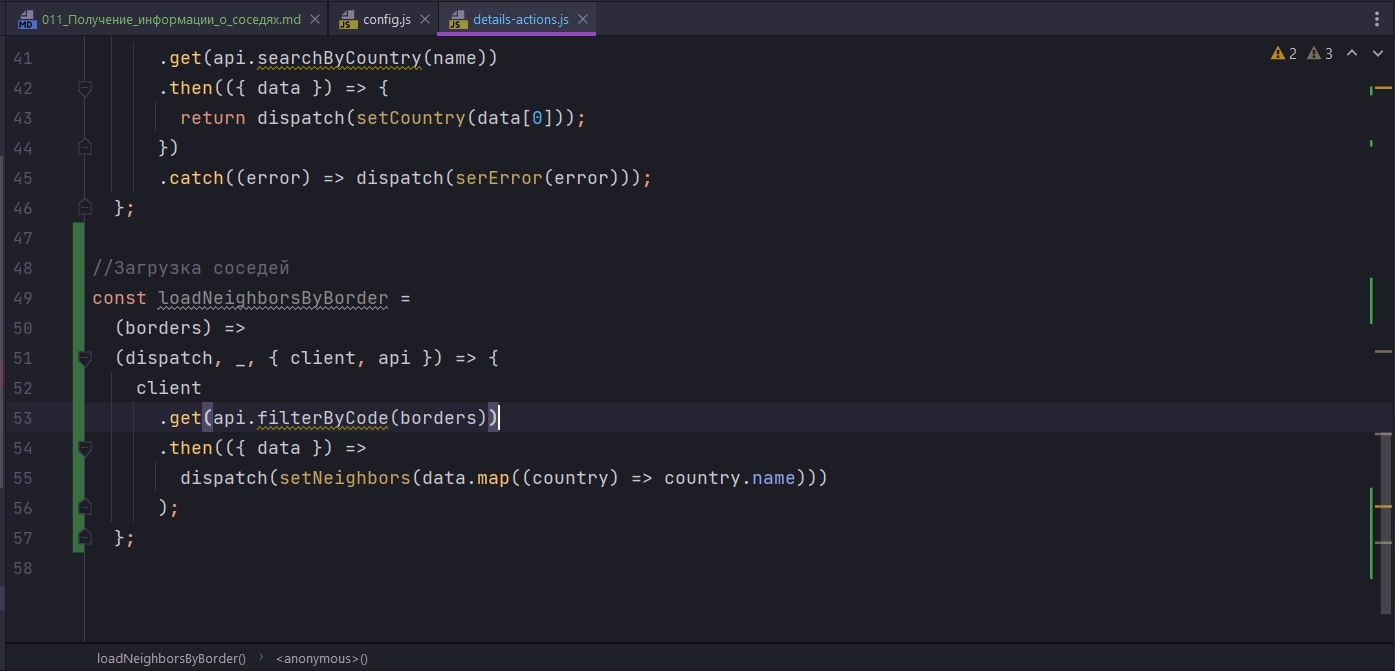 011_Получение_информации_о_соседях.md config.js details-actions.js
2 3
41 .get(api.searchByCountry(name))
42 .then(({ data }) => {
43 return dispatch(setCountry(data[0]));
44 })
45 .catch((error) => dispatch(serError(error)));
46 };
47
48 //Загрузка соседей
49 const loadNeighborsByBorder =
50 (borders) =>
51 (dispatch, _, { client, api }) => {
52 client
53 .get(api.filterByCode(borders))
54 .then(({ data }) =>
55 dispatch(setNeighbors(data.map((country) => country.name)))
56 );
57 };
58
loadNeighborsByBorder() <anonymous>()